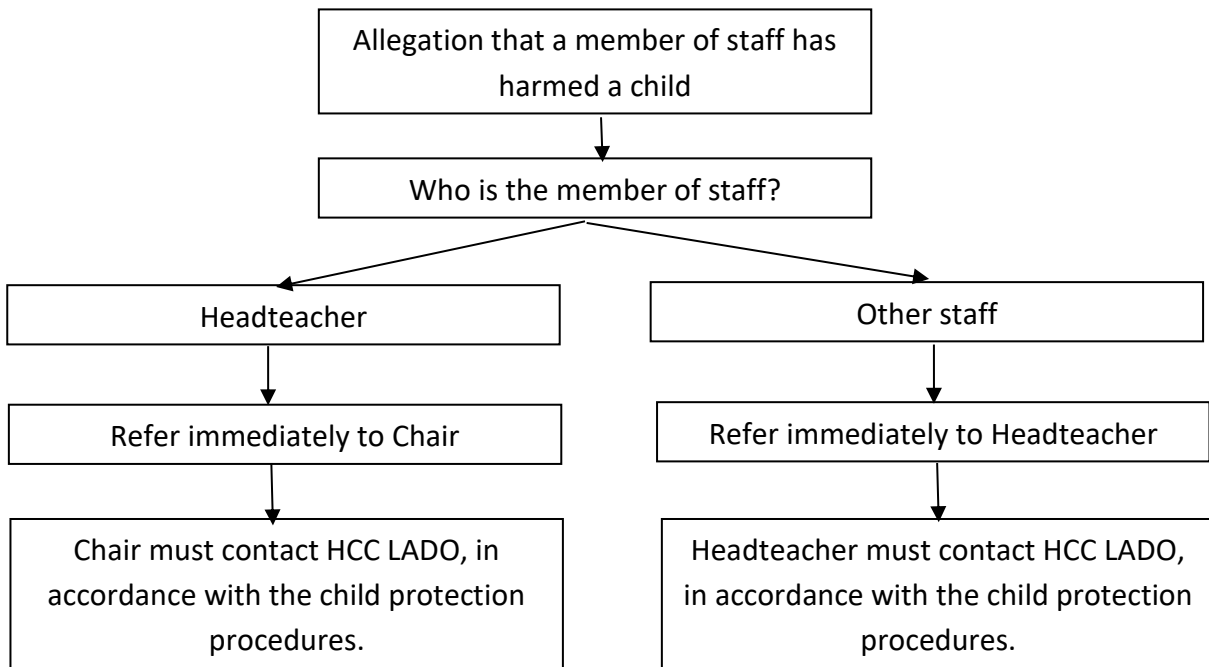 Allegation that a member of staff has
harmed a child
Who is the member of staff?
Headteacher
Other staff
Refer immediately to Chair
Refer immediately to Headteacher
Chair must contact HCC LADO, in
accordance with the child protection
procedures.
Headteacher must contact HCC LADO,
in accordance with the child protection
procedures.